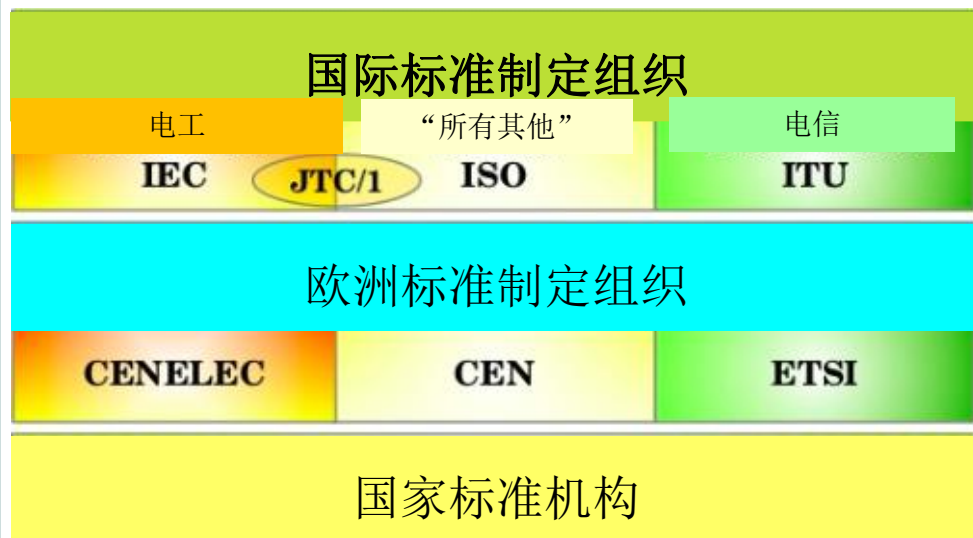 国际标准制定组织
电工 “所有其他” 电信
IEC JTC/1 ISO ITU
欧洲标准制定组织
CENELEC CEN ETSI
国家标准机构